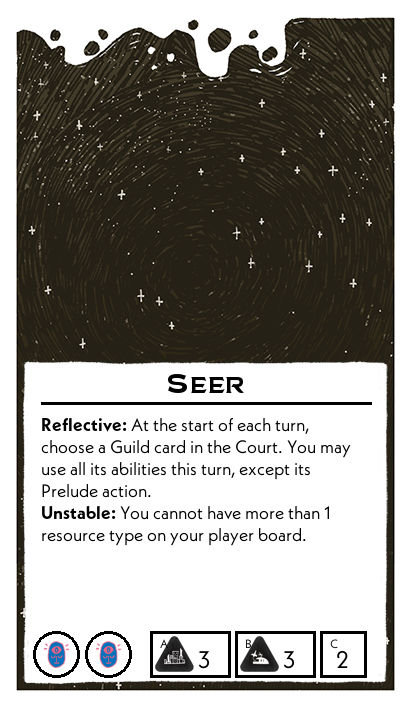 SEER
Reflective: At the start of each turn,
choose a Guild card in the Court. You may
use all its abilities this turn, except its
Prelude action.
Unstable: You cannot have more than 1
resource type on your player board.
A 3 B 3 C 2